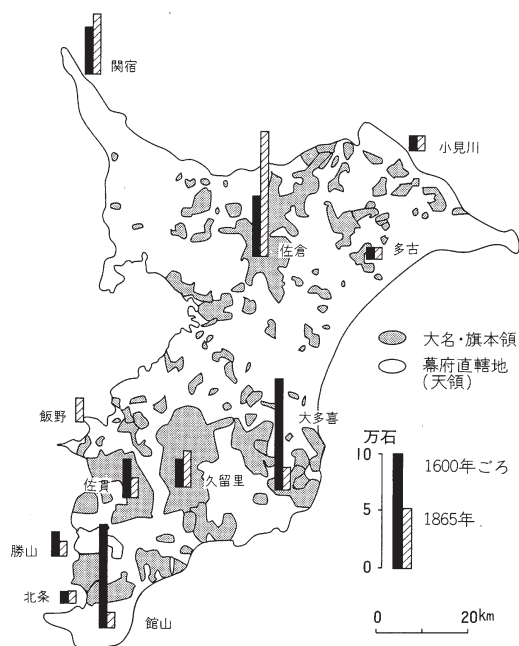 関宿
小見川
佐倉
多古
大名・旗本領
幕府直轄地
(天領)
飯野
大多喜
万石
10
1600年ごろ
佐貫
久留里
5
1865年
勝山
0
北条
館山
0 20km